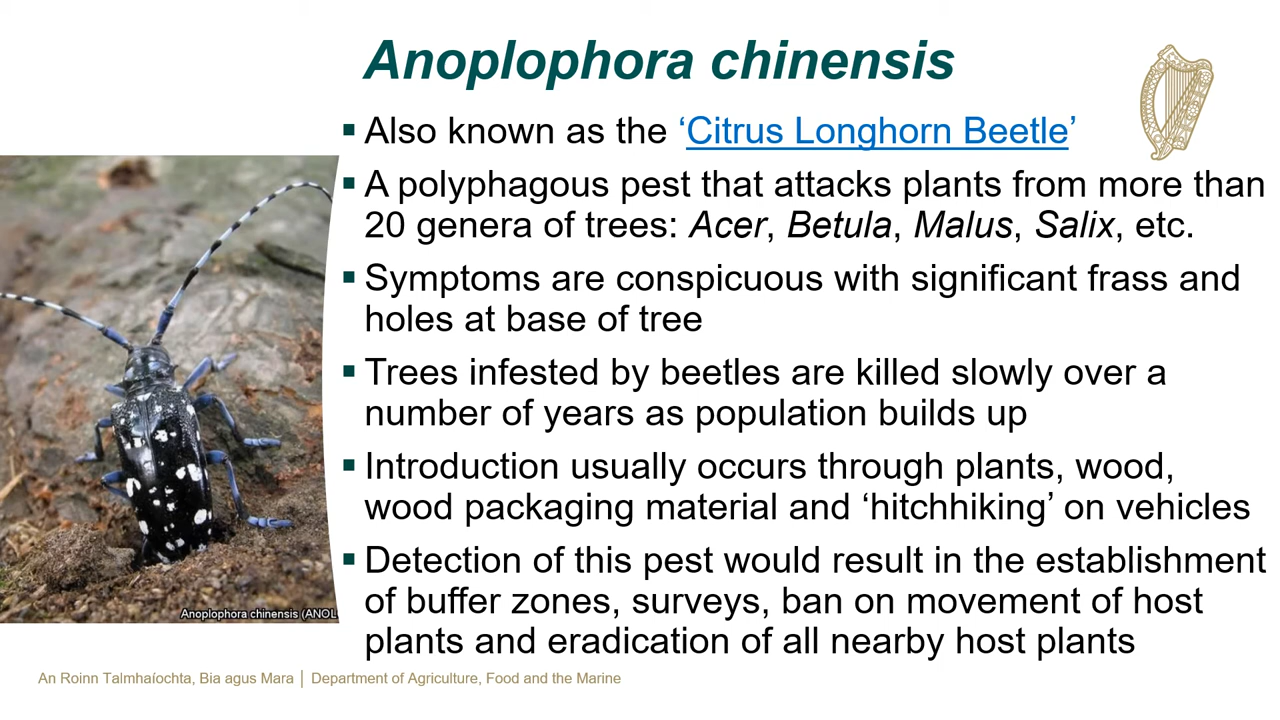 Anoplophora chinensis
▪ Also known as the ‘Citrus Longhorn Beetle’
▪ A polyphagous pest that attacks plants from more than
20 genera of trees: Acer, Betula, Malus, Salix, etc.
▪ Symptoms are conspicuous with significant frass and
holes at base of tree
▪ Trees infested by beetles are killed slowly over a
number of years as population builds up
▪ Introduction usually occurs through plants, wood,
wood packaging material and ‘hitchhiking’ on vehicles
▪ Detection of this pest would result in the establishment
of buffer zones, surveys, ban on movement of host
plants and eradication of all nearby host plants
Anoplophora chinensis (ANOL
An Roinn Talmhaíochta, Bia agus Mara | Department of Agriculture, Food and the Marine